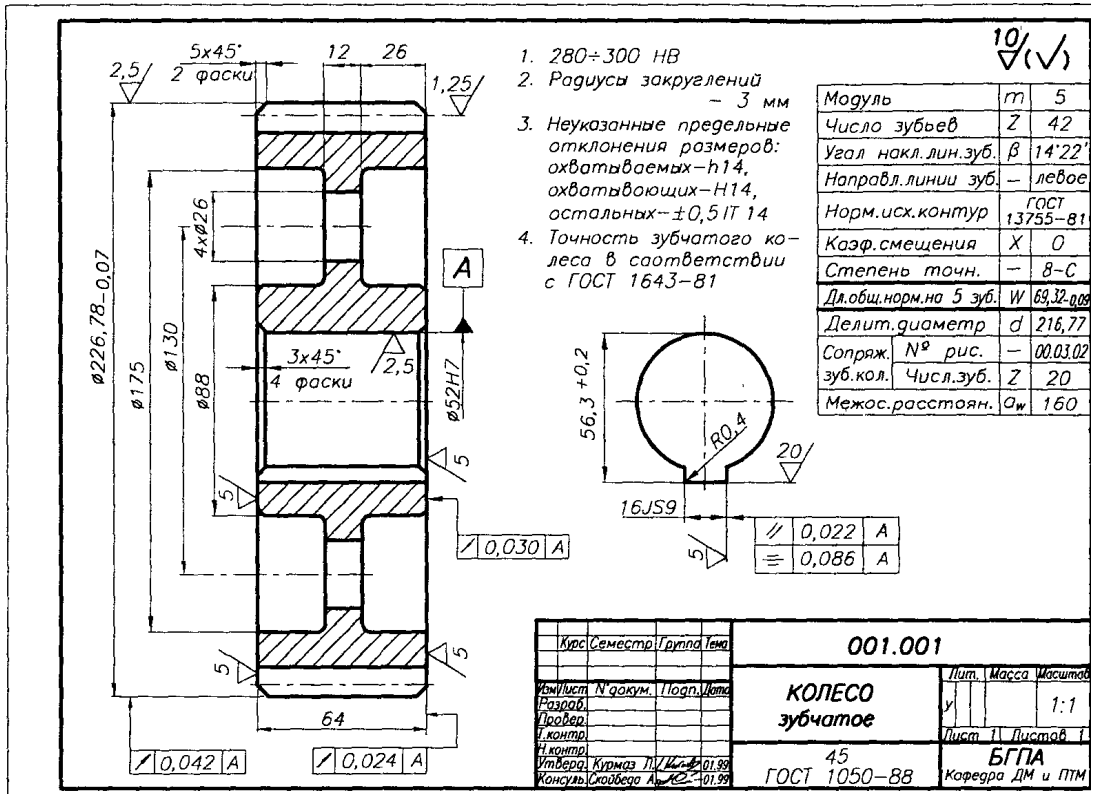 5x45°
2 фаски
12
26
2,5
1,25
4xø26
ø226,78-0,07
ø175
ø130
ø88
3x45°
4 фаски
2,5
ø52H7
A
5
5
5
5
0,030 A
64
0,042 A
0,024 A
1. 280÷300 HB
2. Радиусы закруглений
– 3 мм
3. Неуказанные предельные
отклонения размеров:
охватываемых–h14,
охватывающих–H14,
остальных–±0,5 IT 14
4. Точность зубчатого ко–
леса в саответствии
с ГОСТ 1643–81
10 (√)
Модуль m 5
Число зубьев Z 42
Угал накл.лин.зуб. β 14°22'
Направл.линии зуб. – левое
Норм.исх.контур ГОСТ 13755–81
Каэф.смещения X 0
Степень точн. – 8–C
Дл.общ.норм.на 5 зуб. W 69,32-0,09
Делит.диаметр d 216,77
Сопряж. зуб.кол. № рис. – 00.03.02
Числ.зуб. Z 20
Межос.расстоян. aw 160
56,3 +0,2
R0,4
20
16JS9
5
// 0,022 A
0,086 A
Курс Семестр Группа Тема
001.001
Изм Лист N°докум. Подп. Дата
Разраб.
Провер.
Т.контр.
Н.контр.
Утверд. Курмаз Л. 01.99
Консуль. Скойбеда А. 01.99
КОЛЕСО
зубчатое
Лит. Масса Масштаб
У 1:1
Лист 1 Листов 1
45
ГОСТ 1050–88
БГПА
Кафедра ДМ и ПТМ